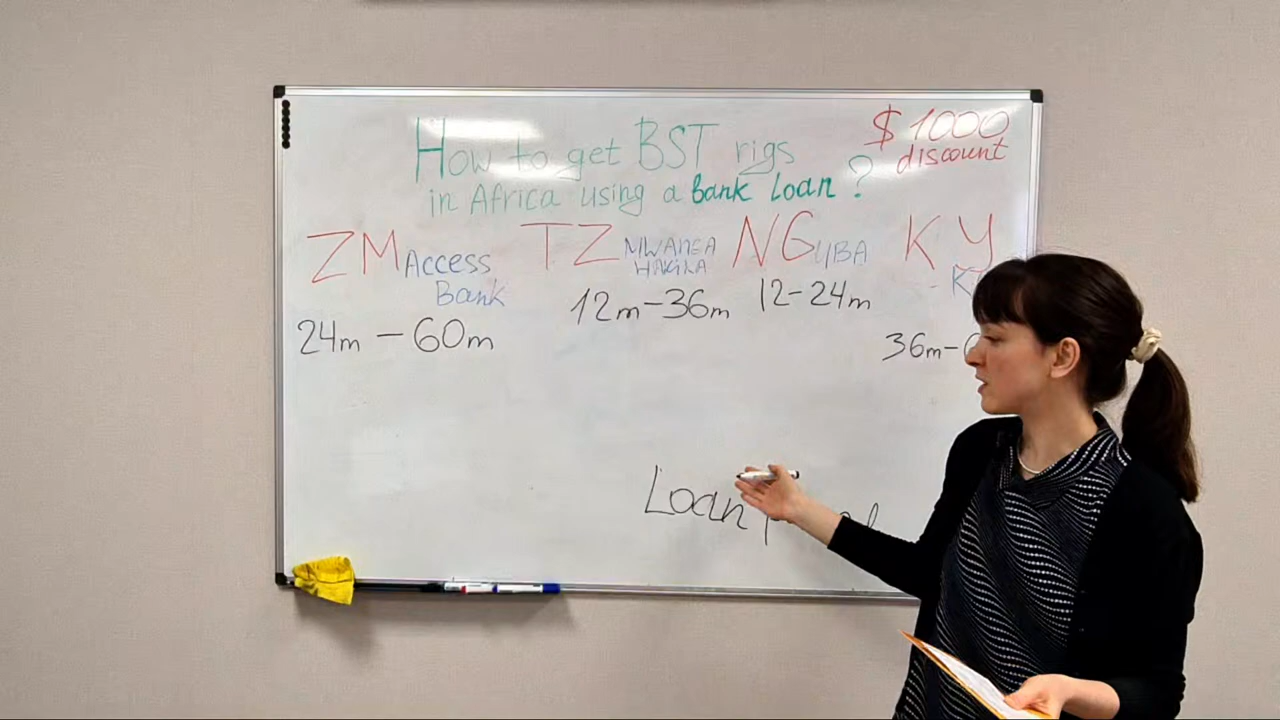 $ 1000
discount
How to get BST rigs
in Africa using a bank loan?
ZM Access
Bank
TZ MWANGA
HAKIKA
NG UBA
KY
24m - 60m
12m-36m
12-24m
36m-
Loan